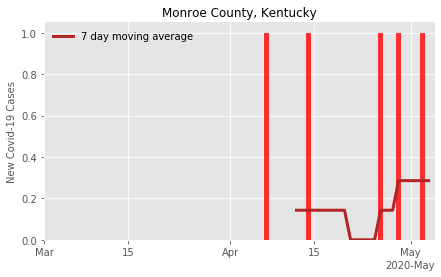 Monroe County, Kentucky
7 day moving average
New Covid-19 Cases
1.0
0.8
0.6
0.4
0.2
0.0
Mar
15
Apr
15
May
2020-May